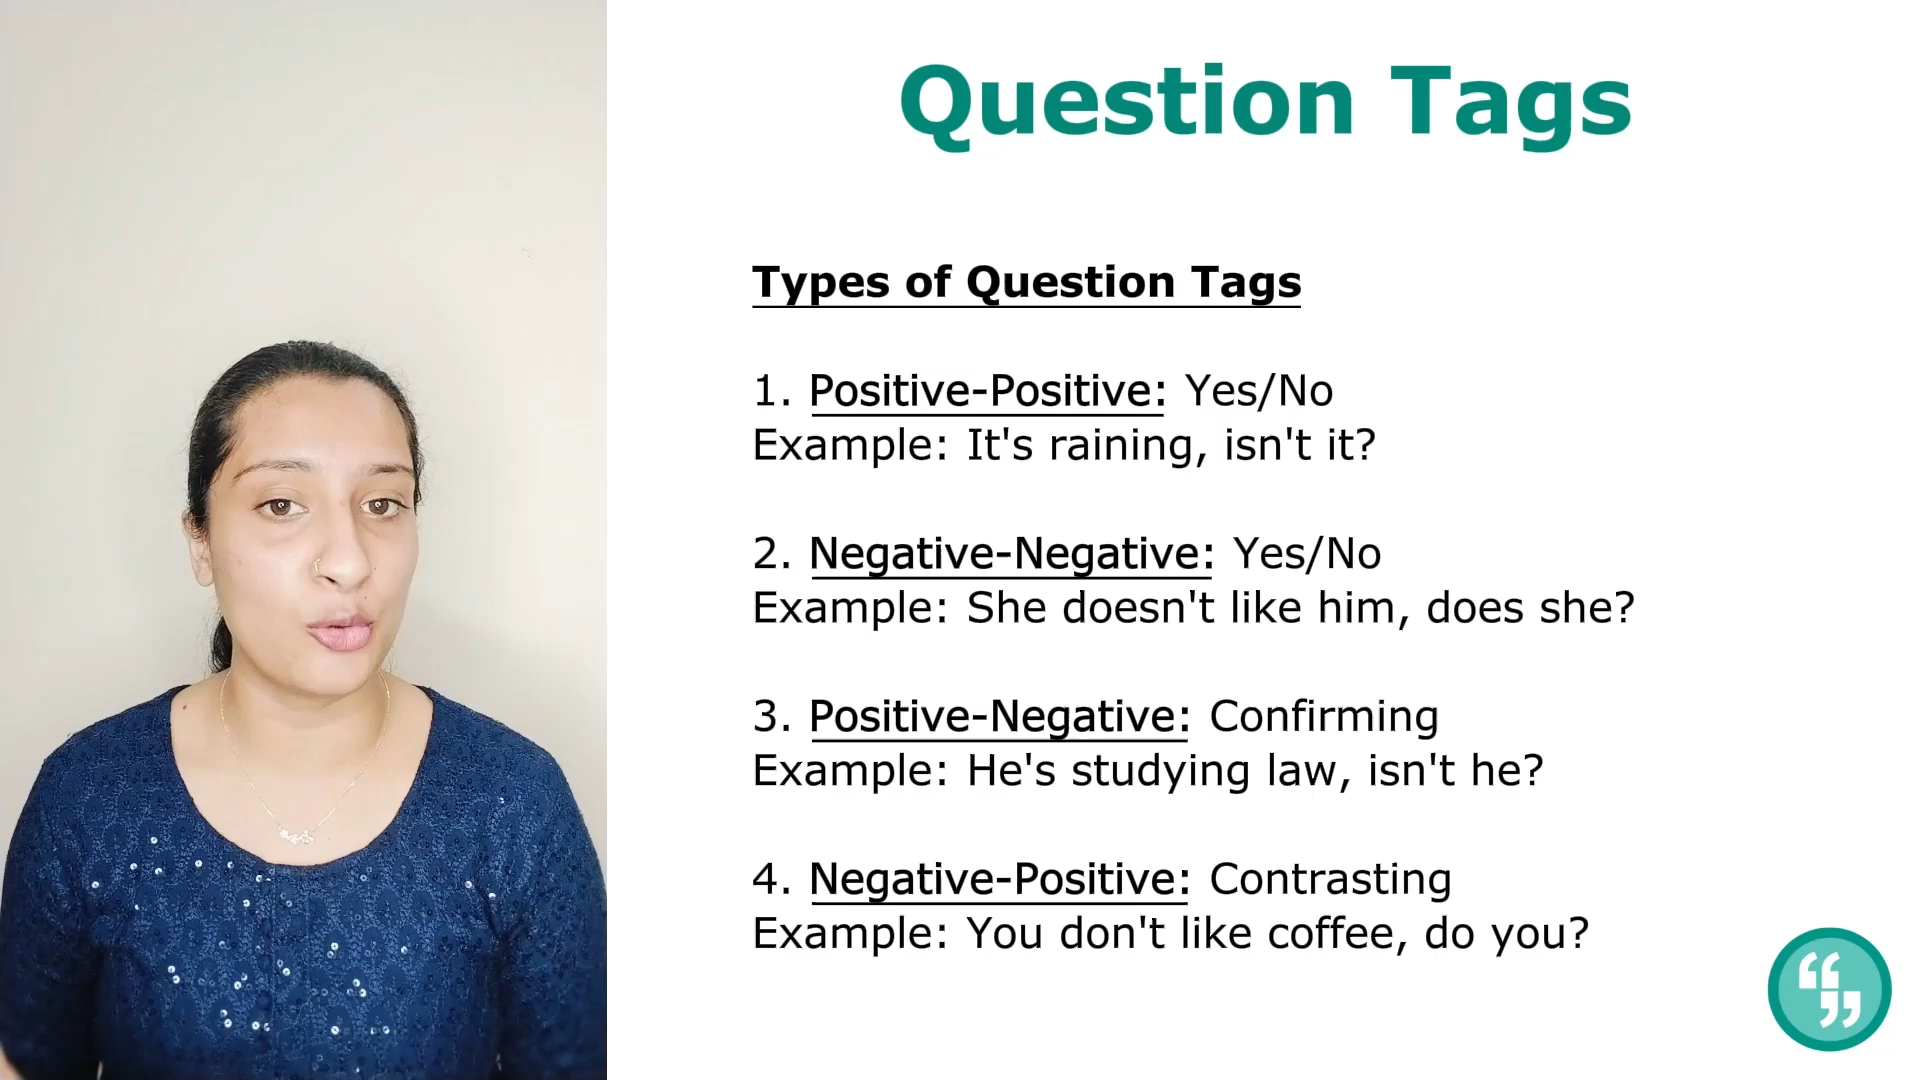 Question Tags
Types of Question Tags
1. Positive-Positive: Yes/No
Example: It's raining, isn't it?
2. Negative-Negative: Yes/No
Example: She doesn't like him, does she?
3. Positive-Negative: Confirming
Example: He's studying law, isn't he?
4. Negative-Positive: Contrasting
Example: You don't like coffee, do you?